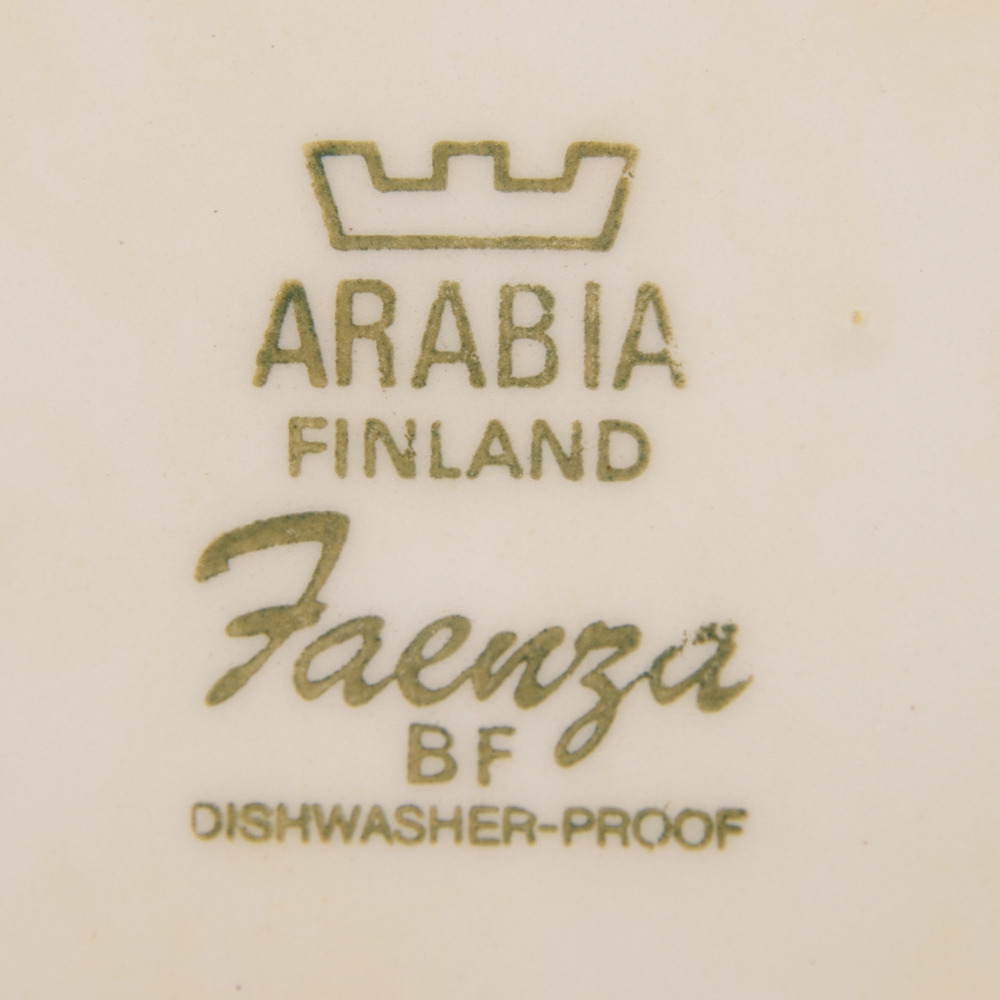 ARABIA
FINLAND
Faenza
BF
DISHWASHER-PROOF